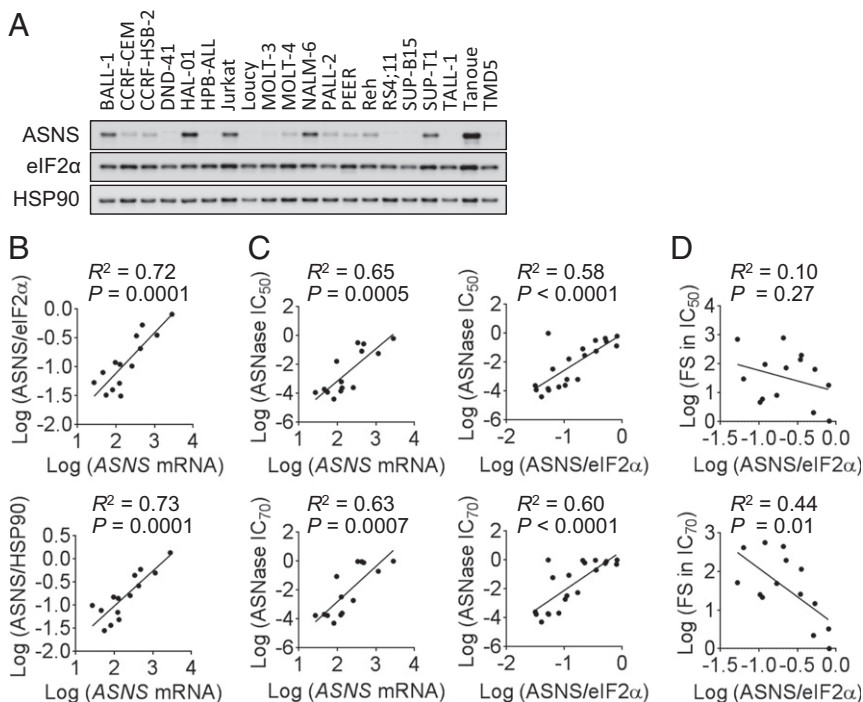 A
BALL-1
CCRF-CEM
CCRF-HSB-2
DND-41
HAL-01
HPB-ALL
Jurkat
Loucy
MOLT-3
MOLT-4
NALM-6
PALL-2
PEER
Reh
RS4;11
SUP-B15
SUP-T1
TALL-1
Tanoue
TMD5
ASNS
eIF2α
HSP90
B
R² = 0.72
P = 0.0001
Log (ASNS/eIF2α)
0.0
-0.5
-1.0
-1.5
-2.0
1 2 3 4
Log (ASNS mRNA)
R² = 0.73
P = 0.0001
Log (ASNS/HSP90)
0.5
0.0
-0.5
-1.0
-1.5
-2.0
1 2 3 4
Log (ASNS mRNA)
C
R² = 0.65
P = 0.0005
Log (ASNase IC₅₀)
2
0
-2
-4
-6
1 2 3 4
Log (ASNS mRNA)
R² = 0.58
P < 0.0001
Log (ASNase IC₅₀)
2
0
-2
-4
-6
-2 -1 0
Log (ASNS/eIF2α)
R² = 0.63
P = 0.0007
Log (ASNase IC₇₀)
2
0
-2
-4
-6
1 2 3 4
Log (ASNS mRNA)
R² = 0.60
P < 0.0001
Log (ASNase IC₇₀)
2
0
-2
-4
-6
-2 -1 0
Log (ASNS/eIF2α)
D
R² = 0.10
P = 0.27
Log (FS in IC₅₀)
4
3
2
1
0
-1.5 -1.0 -0.5 0.0
Log (ASNS/eIF2α)
R² = 0.44
P = 0.01
Log (FS in IC₇₀)
3
2
1
0
-1.5 -1.0 -0.5 0.0
Log (ASNS/eIF2α)